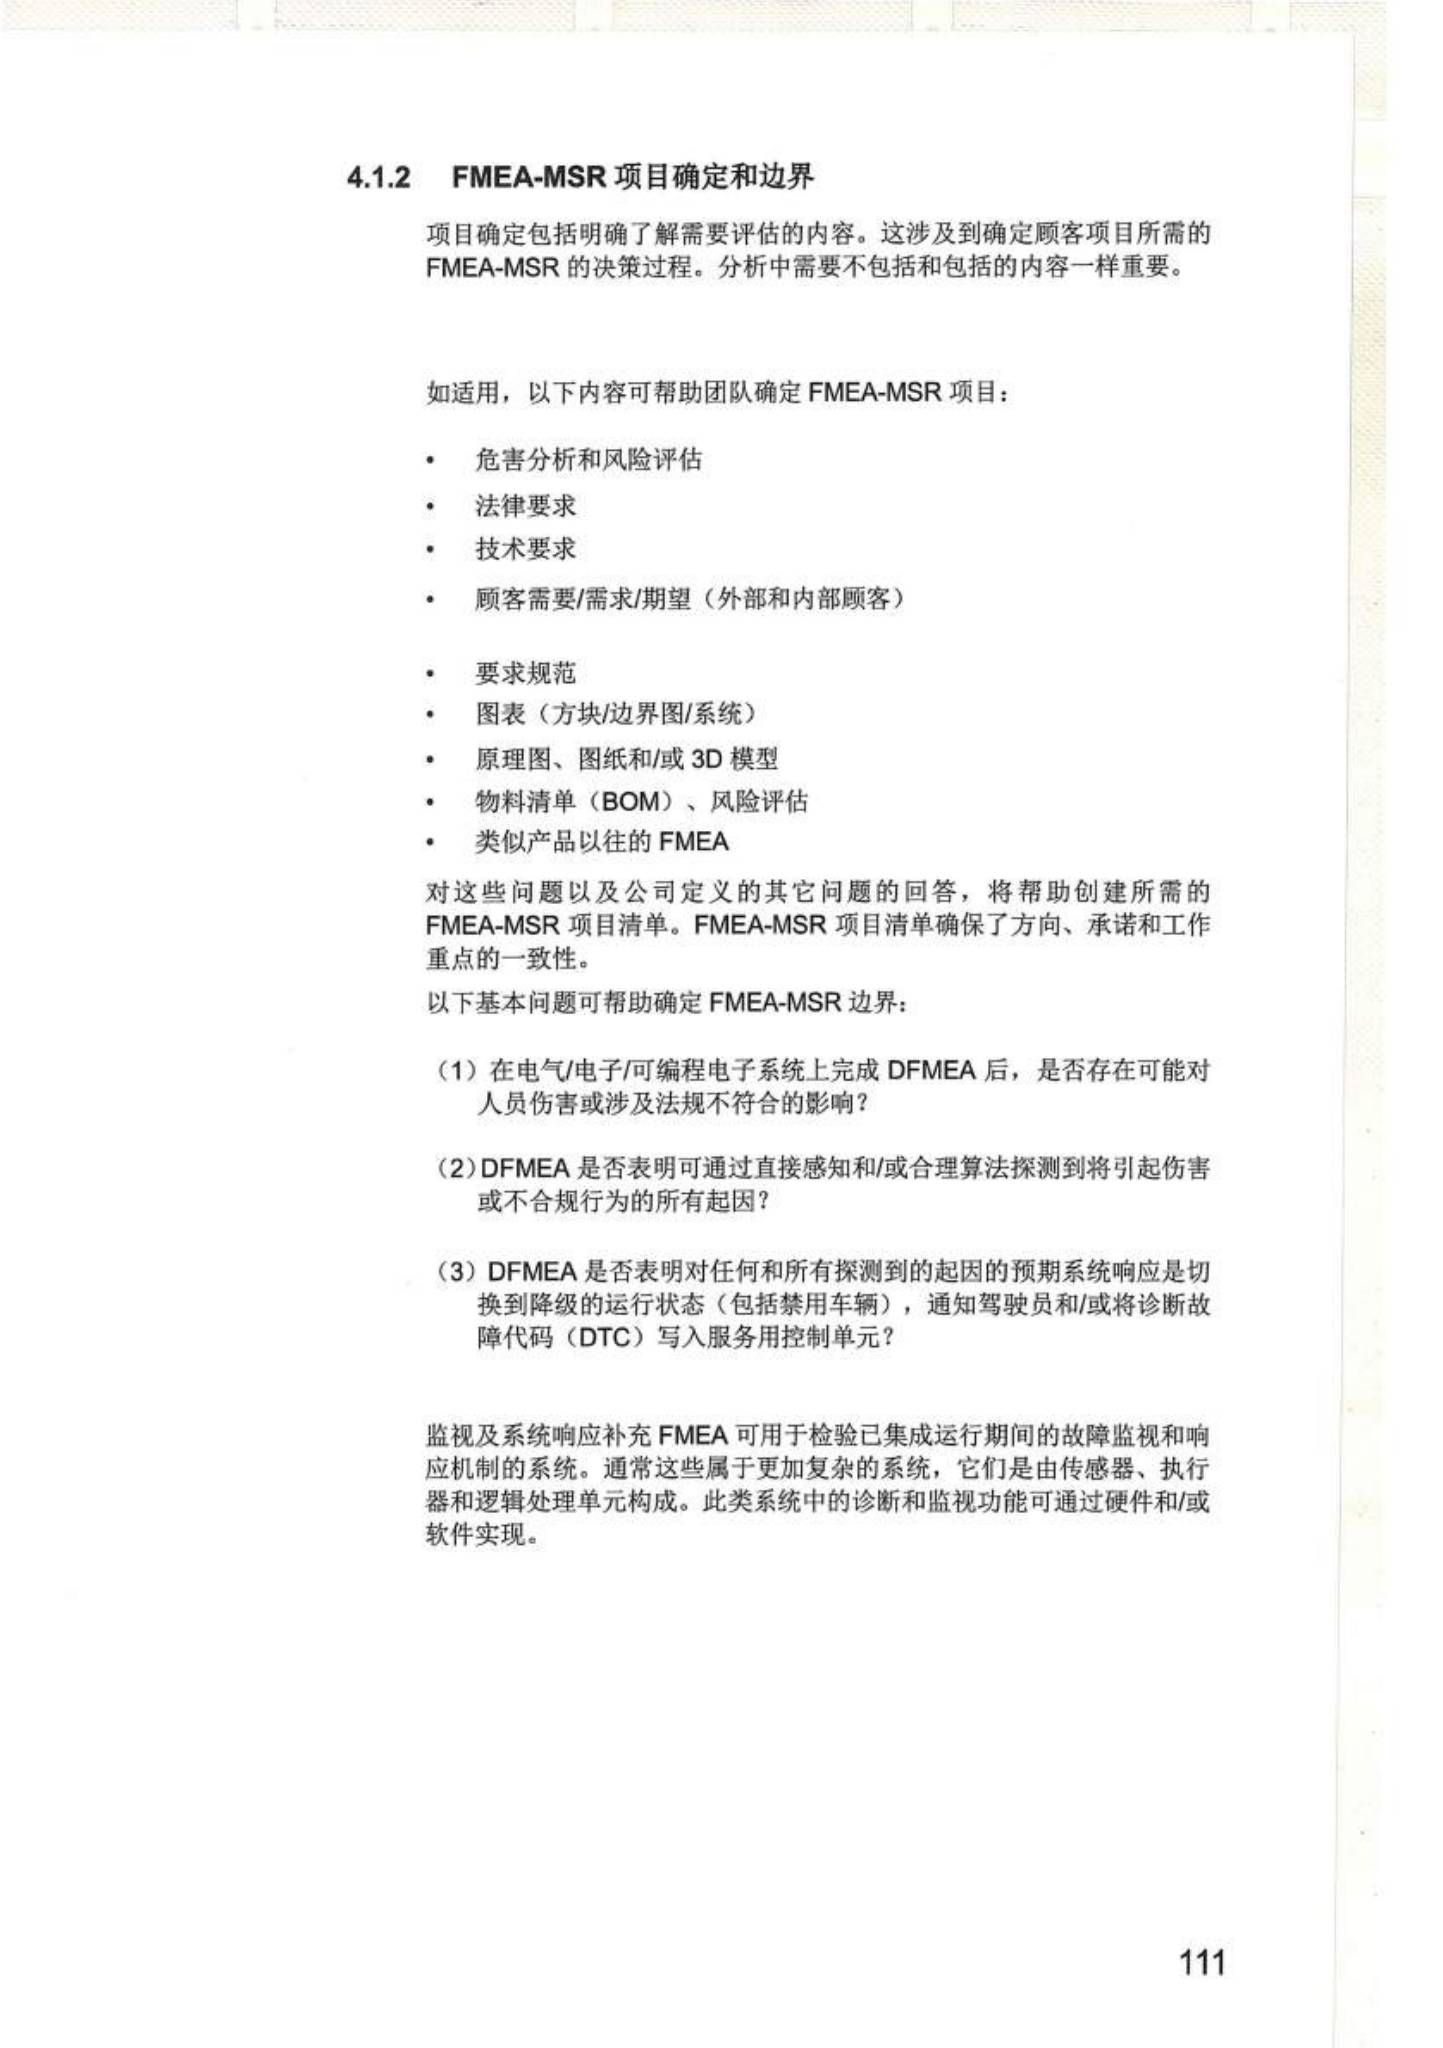 4.1.2 FMEA-MSR 项目确定和边界
项目确定包括明确了解需要评估的内容。这涉及到确定顾客项目所需的
FMEA-MSR 的决策过程。分析中需要不包括和包括的内容一样重要。
如适用，以下内容可帮助团队确定 FMEA-MSR 项目：
• 危害分析和风险评估
• 法律要求
• 技术要求
• 顾客需要/需求/期望（外部和内部顾客）
• 要求规范
• 图表（方块/边界图/系统）
• 原理图、图纸和/或 3D 模型
• 物料清单（BOM）、风险评估
• 类似产品以往的 FMEA
对这些问题以及公司定义的其它问题的回答，将帮助创建所需的
FMEA-MSR 项目清单。FMEA-MSR 项目清单确保了方向、承诺和工作
重点的一致性。
以下基本问题可帮助确定 FMEA-MSR 边界：
（1）在电气/电子/可编程电子系统上完成 DFMEA 后，是否存在可能对
人员伤害或涉及法规不符合的影响？
（2）DFMEA 是否表明可通过直接感知和/或合理算法探测到将引起伤害
或不合规行为的所有起因？
（3）DFMEA 是否表明对任何和所有探测到的起因的预期系统响应是切
换到降级的运行状态（包括禁用车辆），通知驾驶员和/或将诊断故
障代码（DTC）写入服务用控制单元？
监视及系统响应补充 FMEA 可用于检验已集成运行期间的故障监视和响
应机制的系统。通常这些属于更加复杂的系统，它们是由传感器、执行
器和逻辑处理单元构成。此类系统中的诊断和监视功能可通过硬件和/或
软件实现。
111